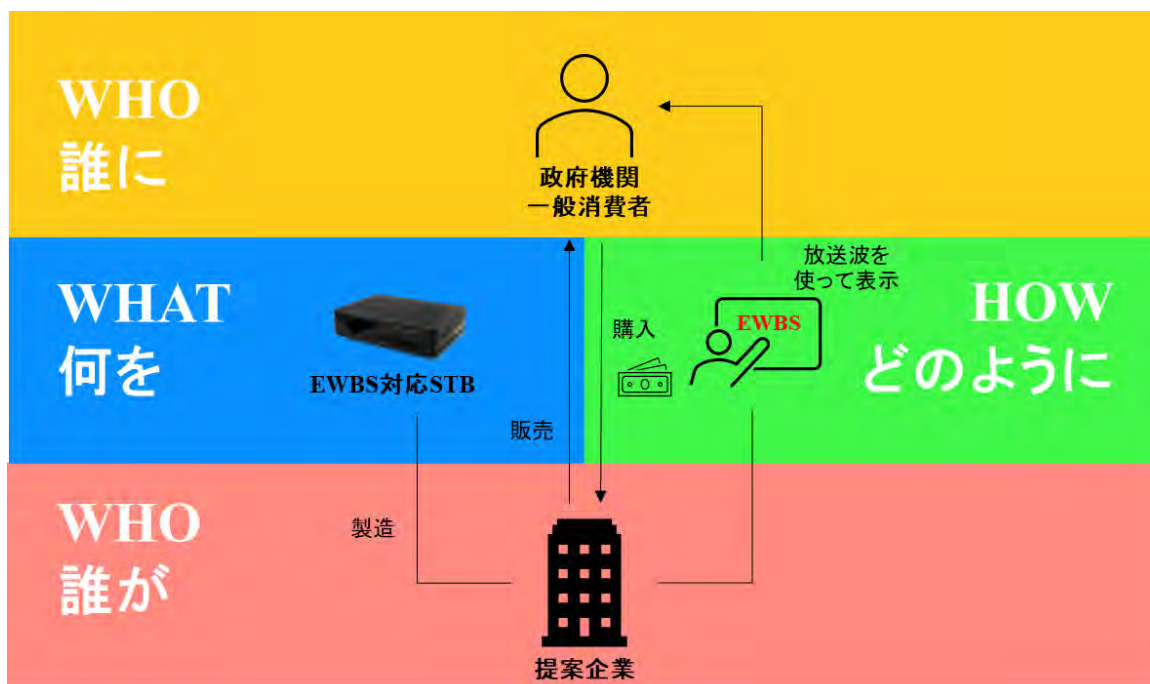 WHO
誰に
政府機関
一般消費者
WHAT
何を
EWBS対応STB
販売
購入
放送波を
使って表示
EWBS
HOW
どのように
WHO
誰が
製造
提案企業